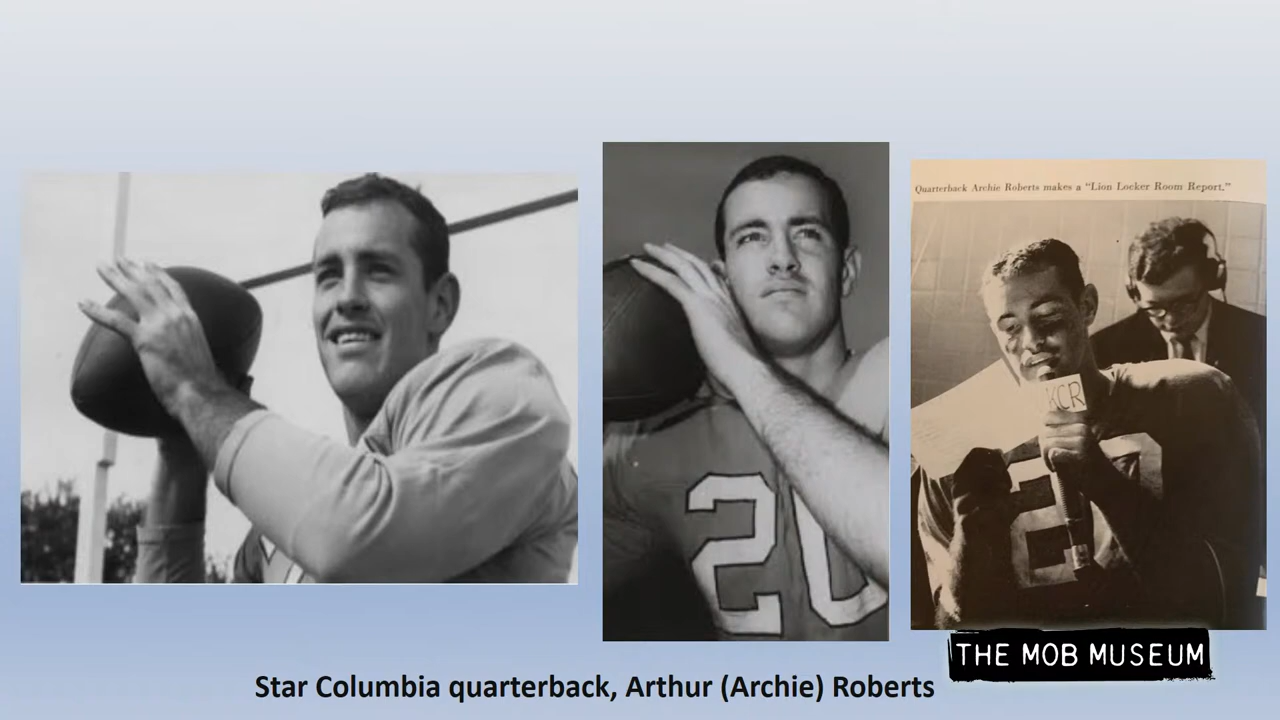 Quarterback Archie Roberts makes a "Lion Locker Room Report."
20
KCR
2
THE MOB MUSEUM
Star Columbia quarterback, Arthur (Archie) Roberts